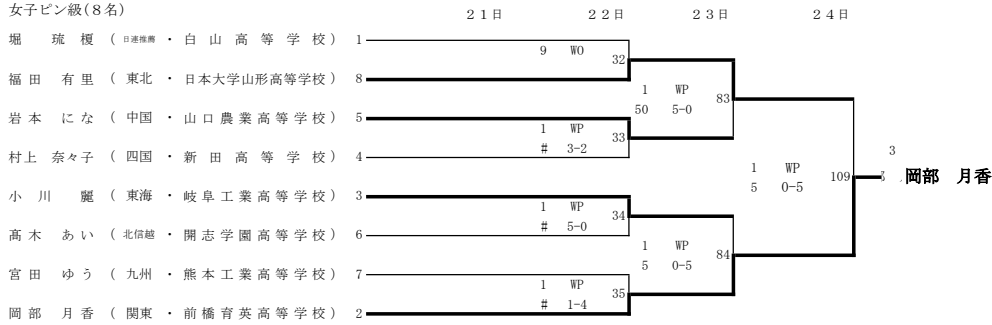 女子ピン級(8名)
21日 22日 23日 24日
堀 琉榎 ( 日連推薦 ・ 白山高等学校 ) 1
9 WO 32
福田 有里 ( 東北 ・ 日本大学山形高等学校 ) 8
1 WP 83
50 5-0
岩本 にな ( 中国 ・ 山口農業高等学校 ) 5
1 WP 33
# 3-2
村上 奈々子 ( 四国 ・ 新田高等学校 ) 4
3
1 WP 109 岡部 月香
5 0-5
小川 麗 ( 東海 ・ 岐阜工業高等学校 ) 3
1 WP 34
# 5-0
髙木 あい ( 北信越 ・ 開志学園高等学校 ) 6
1 WP 84
5 0-5
宮田 ゆう ( 九州 ・ 熊本工業高等学校 ) 7
1 WP 35
# 1-4
岡部 月香 ( 関東 ・ 前橋育英高等学校 ) 2